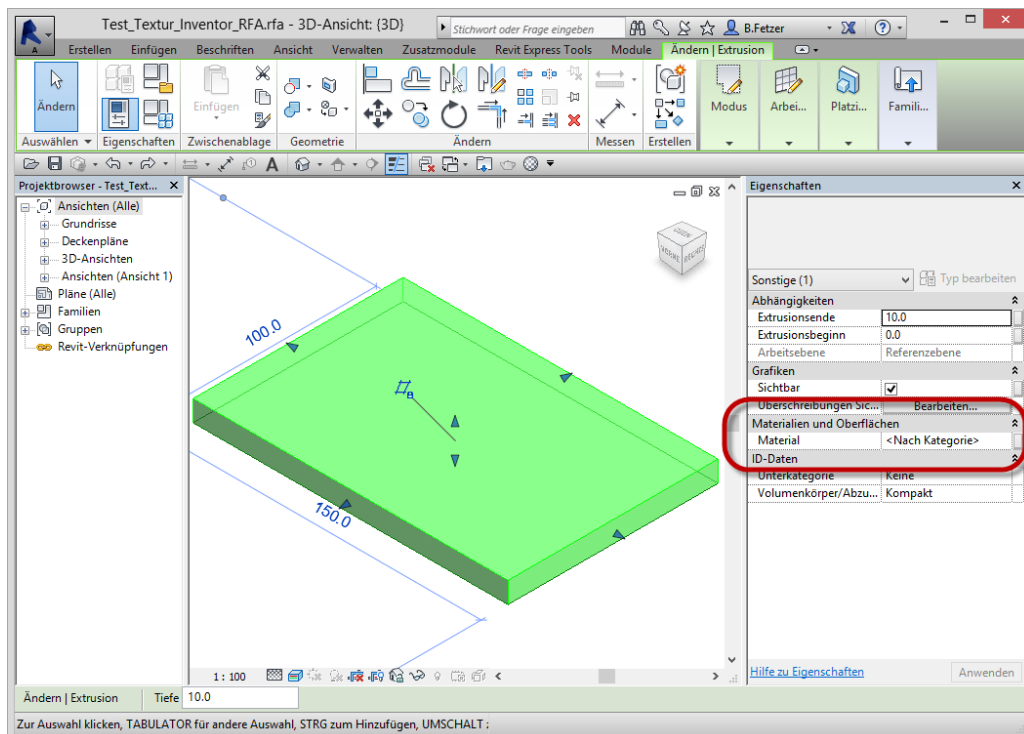 Test_Textur_Inventor_RFA.rfa - 3D-Ansicht: {3D}
Stichwort oder Frage eingeben
B.Fetzer
Erstellen Einfügen Beschriften Ansicht Verwalten Zusatzmodule Revit Express Tools Module Ändern | Extrusion
Ändern
Einfügen
Modus
Arbei...
Platzi...
Famili...
Auswählen Eigenschaften Zwischenablage Geometrie Ändern Messen Erstellen
Projektbrowser - Test_Text...
Ansichten (Alle)
Grundrisse
Deckenpläne
3D-Ansichten
Ansichten (Ansicht 1)
Pläne (Alle)
Familien
Gruppen
Revit-Verknüpfungen
100.0
150.0
VORNE
1 : 100
Eigenschaften
Sonstige (1) Typ bearbeiten
Abhängigkeiten
Extrusionsende 10.0
Extrusionsbeginn 0.0
Arbeitsebene Referenzebene
Grafiken
Sichtbar
Überschreibungen Sic... Bearbeiten...
Materialien und Oberflächen
Material <Nach Kategorie>
ID-Daten
Unterkategorie Keine
Volumenkörper/Abzu... Kompakt
Hilfe zu Eigenschaften Anwenden
Ändern | Extrusion Tiefe 10.0
Zur Auswahl klicken, TABULATOR für andere Auswahl, STRG zum Hinzufügen, UMSCHALT :